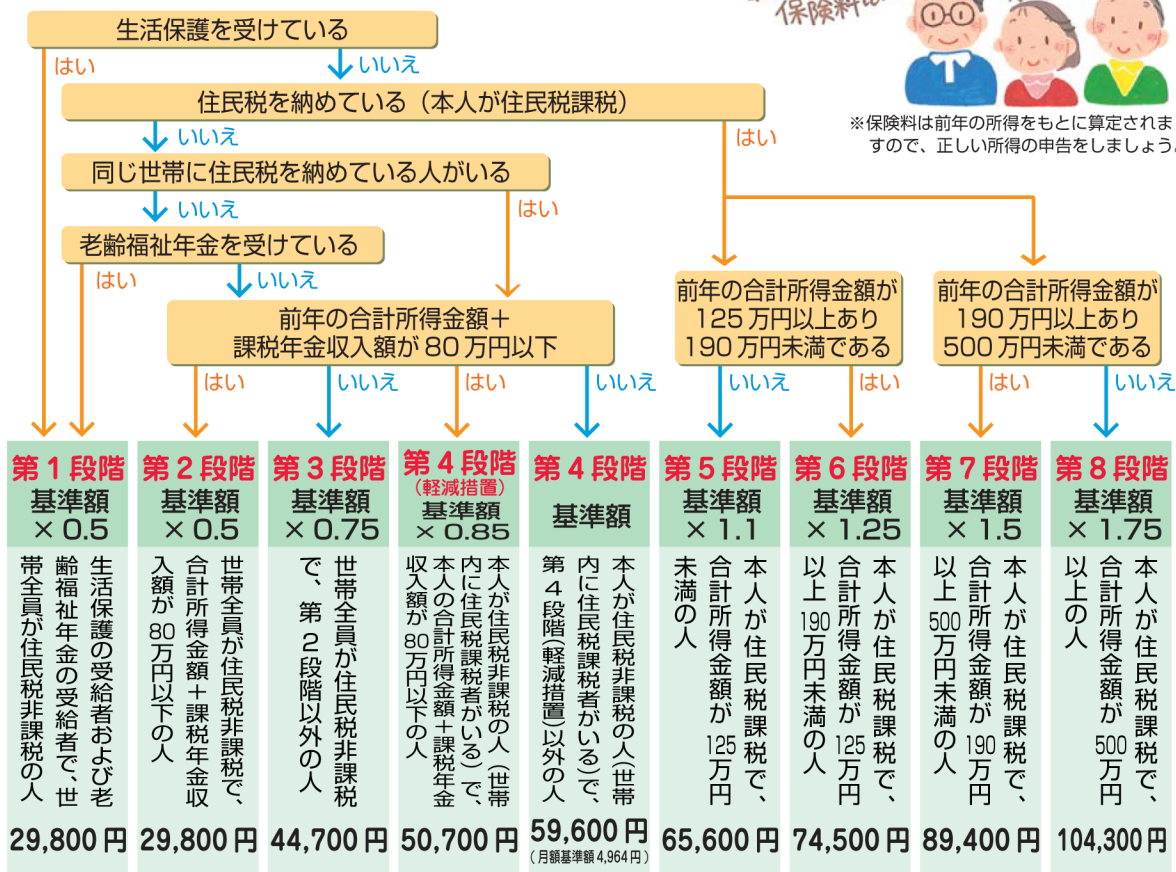 保険料は
生活保護を受けている
はい
いいえ
住民税を納めている（本人が住民税課税）
いいえ
はい
※保険料は前年の所得をもとに算定されま
すので、正しい所得の申告をしましょう。
同じ世帯に住民税を納めている人がいる
いいえ
はい
老齢福祉年金を受けている
はい
いいえ
前年の合計所得金額＋
課税年金収入額が80万円以下
前年の合計所得金額が
125万円以上あり
190万円未満である
前年の合計所得金額が
190万円以上あり
500万円未満である
はい
いいえ
はい
いいえ
いいえ
はい
はい
いいえ
第1段階
基準額
×0.5
生活保護の受給者および老
齢福祉年金の受給者で、世
帯全員が住民税非課税の人
29,800円
第2段階
基準額
×0.5
世帯全員が住民税非課税で、
合計所得金額＋課税年金収
入額が80万円以下の人
29,800円
第3段階
基準額
×0.75
世帯全員が住民税非課税
で、第2段階以外の人
44,700円
第4段階
（軽減措置）
基準額
×0.85
本人が住民税非課税の人（世帯
内に住民税課税者がいる）で、
本人の合計所得金額＋課税年金
収入額が80万円以下の人
50,700円
第4段階
基準額
本人が住民税非課税の人（世帯
内に住民税課税者がいる）で、
第4段階（軽減措置）以外の人
59,600円
（月額基準額4,964円）
第5段階
基準額
×1.1
本人が住民税課税で、
合計所得金額が125万円
未満の人
65,600円
第6段階
基準額
×1.25
本人が住民税課税で、
合計所得金額が125万円
以上190万円未満の人
74,500円
第7段階
基準額
×1.5
本人が住民税課税で、
合計所得金額が190万円
以上500万円未満の人
89,400円
第8段階
基準額
×1.75
本人が住民税課税で、
合計所得金額が500万円
以上の人
104,300円